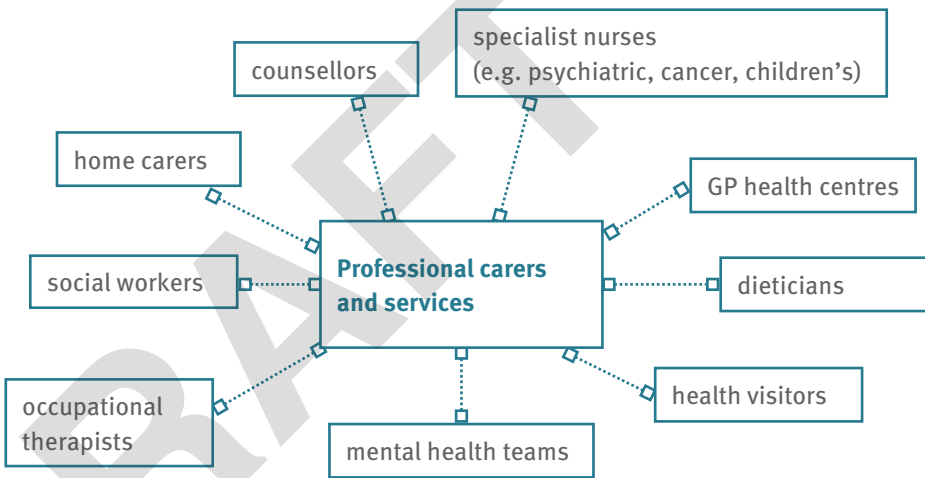 specialist nurses
(e.g. psychiatric, cancer, children’s)
counsellors
home carers
GP health centres
Professional carers
and services
social workers
dieticians
health visitors
occupational
therapists
mental health teams
RAFT